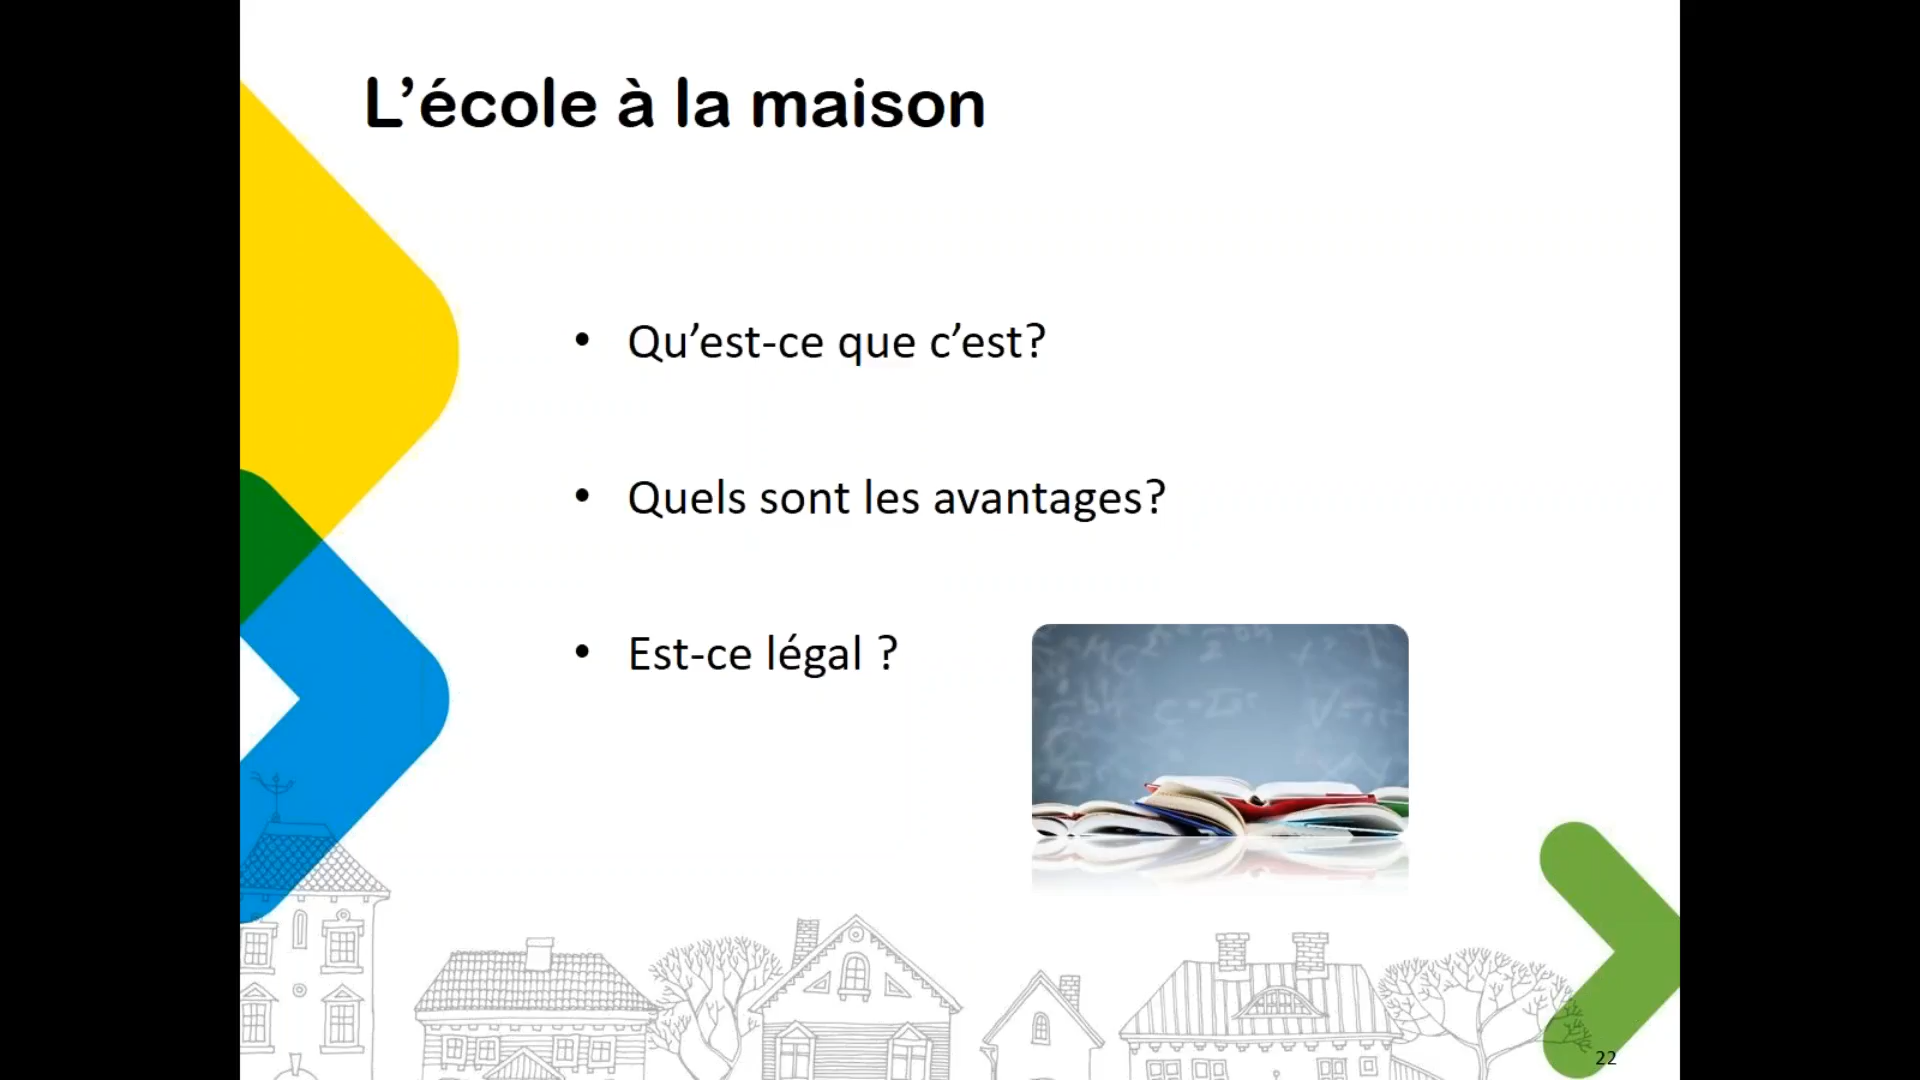 L’école à la maison
• Qu’est-ce que c’est?
• Quels sont les avantages?
• Est-ce légal ?
22